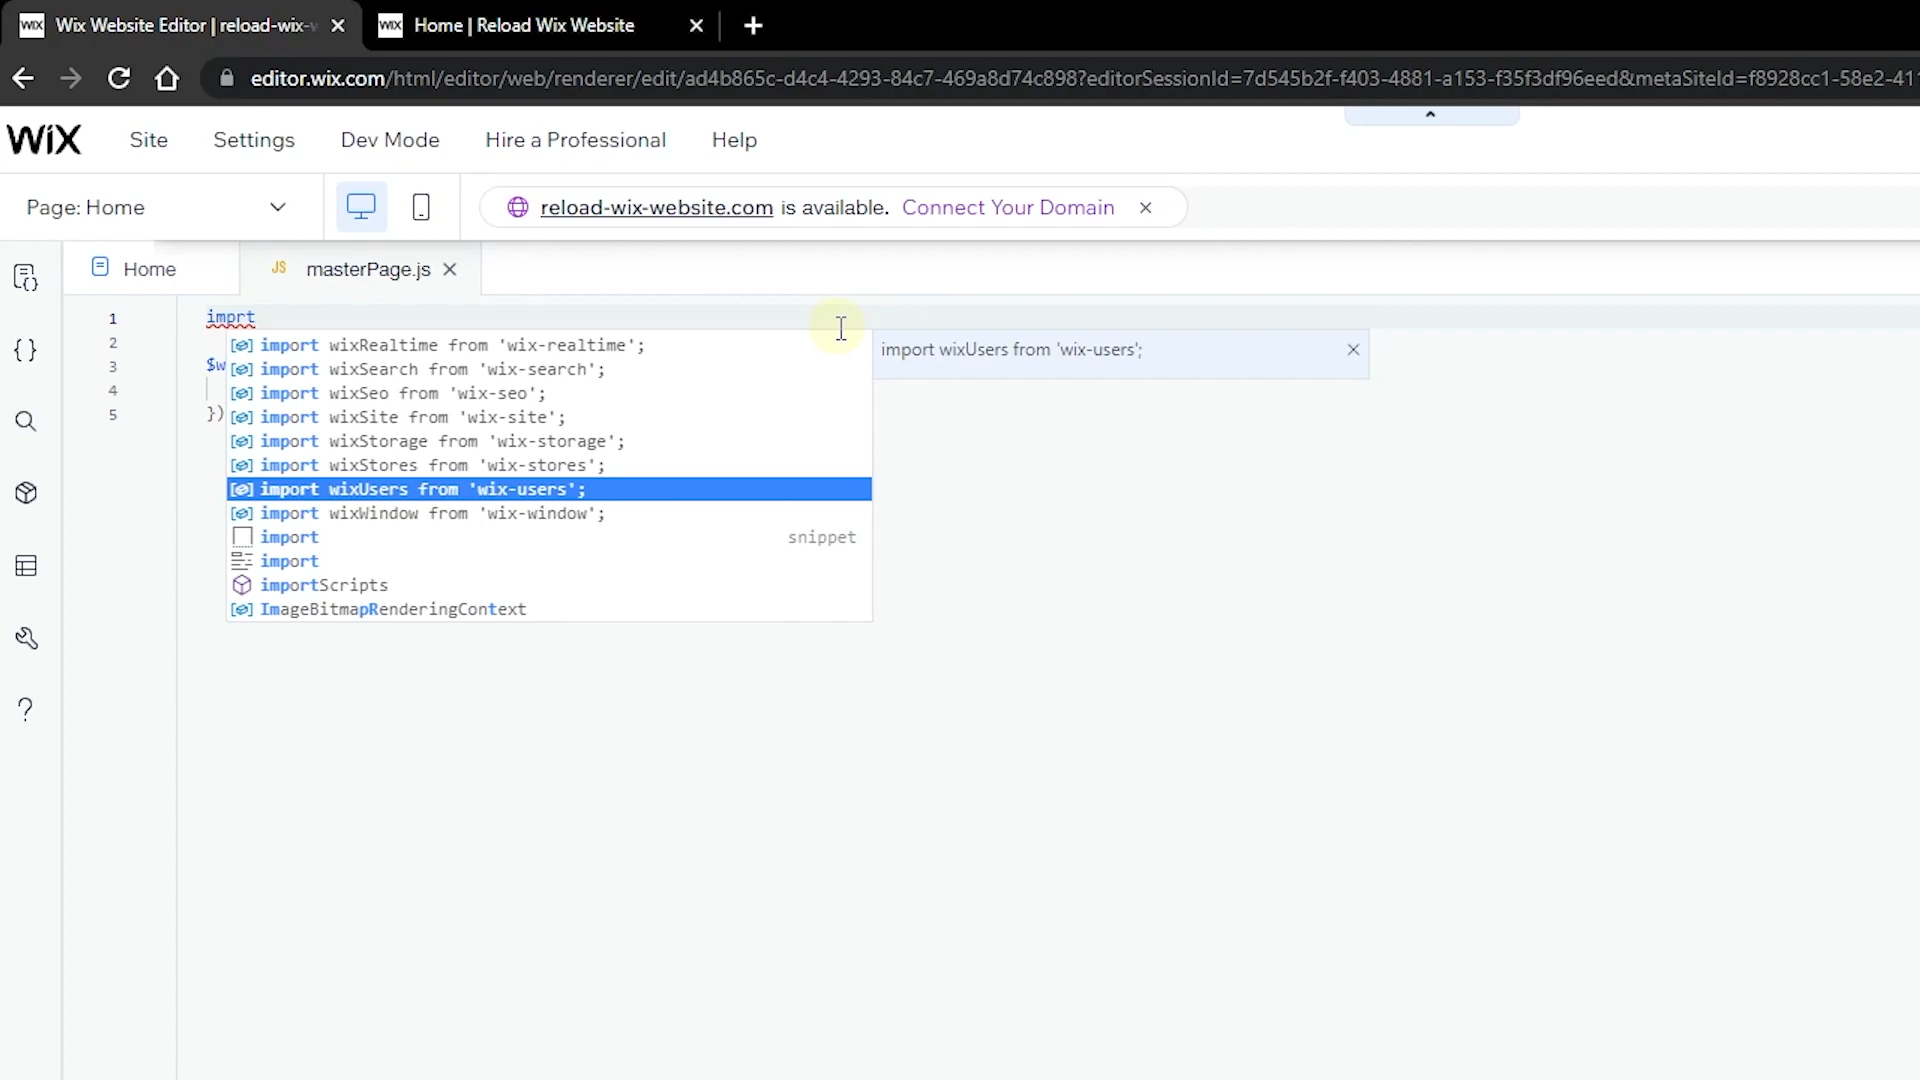 WiX Wix Website Editor | reload-wix-w WiX Home | Reload Wix Website
editor.wix.com/html/editor/web/renderer/edit/ad4b865c-d4c4-4293-84c7-469a8d74c898?editorSessionId=7d545b2f-f403-4881-a153-f35f3df96eed&metaSiteId=f8928cc1-58e2-411
WiX Site Settings Dev Mode Hire a Professional Help
Page: Home reload-wix-website.com is available. Connect Your Domain
Home JS masterPage.js
1 imprt
2 import wixRealtime from 'wix-realtime'; import wixUsers from 'wix-users';
3 $w import wixSearch from 'wix-search';
4 import wixSeo from 'wix-seo';
5 }) import wixSite from 'wix-site';
import wixStorage from 'wix-storage';
import wixStores from 'wix-stores';
import wixUsers from 'wix-users';
import wixWindow from 'wix-window';
import snippet
import
importScripts
ImageBitmapRenderingContext